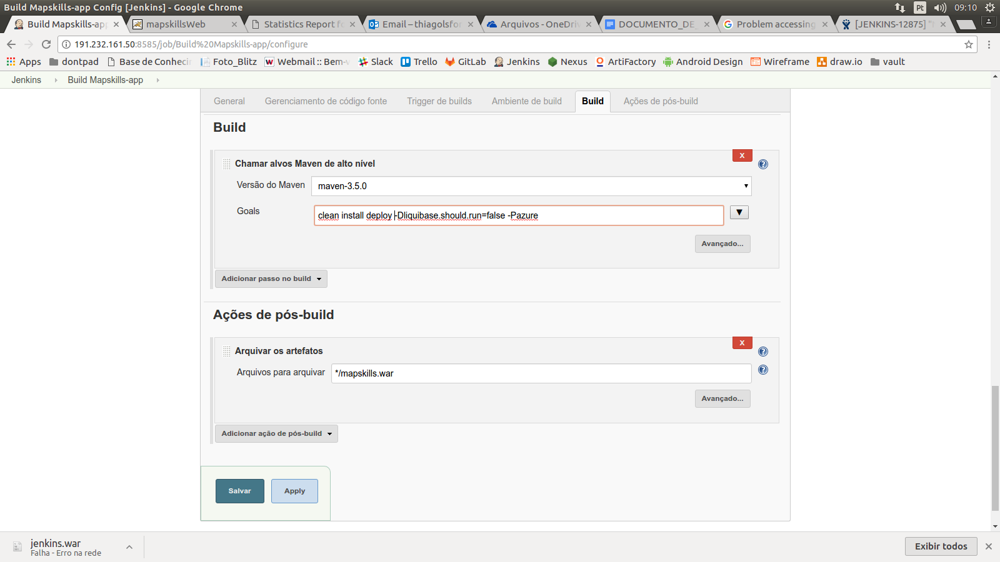 Build Mapskills-app Config [Jenkins] - Google Chrome
Pt
09:10
Build Mapskills-app
mapskillsWeb
Statistics Report fo
Email – thiagolsfor
Arquivos - OneDriv
DOCUMENTO_DE_
Problem accessing
[JENKINS-12875] "
191.232.161.50:8585/job/Build%20Mapskills-app/configure
Apps
dontpad
Base de Conheci
Foto_Blitz
Webmail :: Bem-v
Slack
Trello
GitLab
Jenkins
Nexus
ArtiFactory
Android Design
Wireframe
draw.io
vault
Jenkins
Build Mapskills-app
General
Gerenciamento de código fonte
Trigger de builds
Ambiente de build
Build
Ações de pós-build
Build
X
Chamar alvos Maven de alto nível
?
Versão do Maven
maven-3.5.0
Goals
clean install deploy -Dliquibase.should.run=false -Pazure
Avançado...
Adicionar passo no build
Ações de pós-build
X
Arquivar os artefatos
?
Arquivos para arquivar
*/mapskills.war
?
Avançado...
Adicionar ação de pós-build
Salvar
Apply
jenkins.war
Falha - Erro na rede
Exibir todos